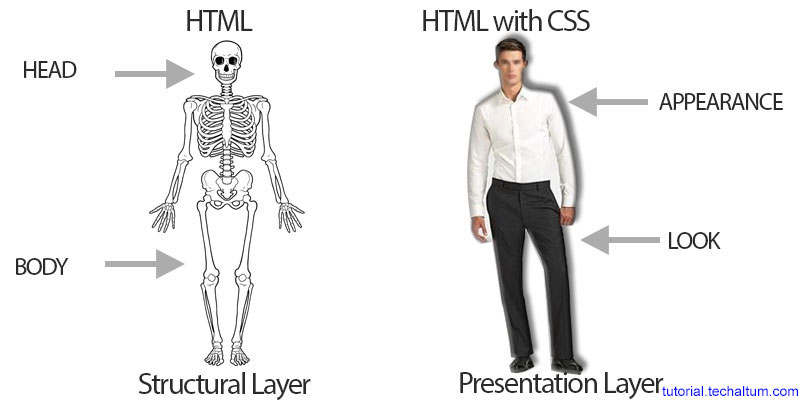 HTML
HTML with CSS
HEAD
APPEARANCE
BODY
LOOK
Structural Layer
Presentation Layer
tutorial.techaltum.com